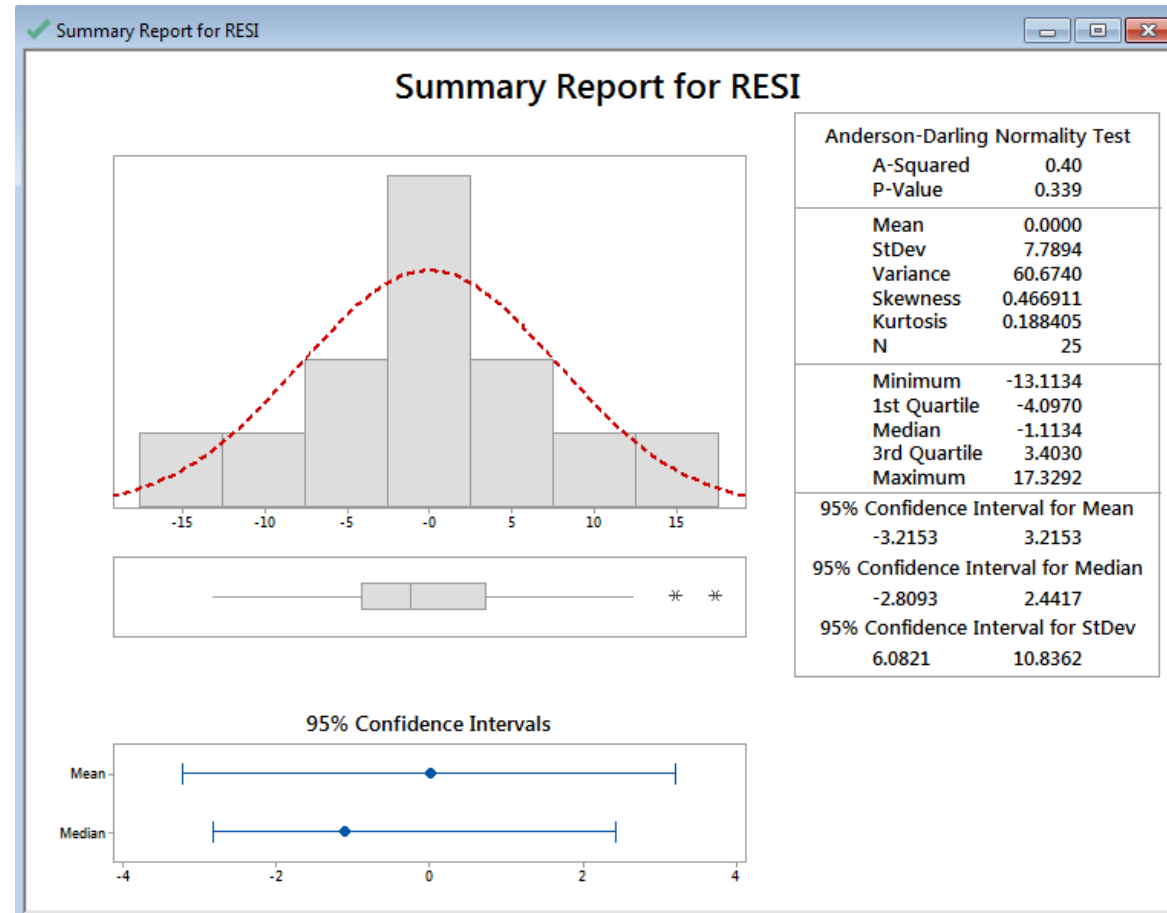 Summary Report for RESI
Summary Report for RESI
Anderson-Darling Normality Test
A-Squared 0.40
P-Value 0.339
Mean 0.0000
StDev 7.7894
Variance 60.6740
Skewness 0.466911
Kurtosis 0.188405
N 25
Minimum -13.1134
1st Quartile -4.0970
Median -1.1134
3rd Quartile 3.4030
Maximum 17.3292
95% Confidence Interval for Mean
-3.2153 3.2153
95% Confidence Interval for Median
-2.8093 2.4417
95% Confidence Interval for StDev
6.0821 10.8362
-15 -10 -5 -0 5 10 15
95% Confidence Intervals
Mean
Median
-4 -2 0 2 4